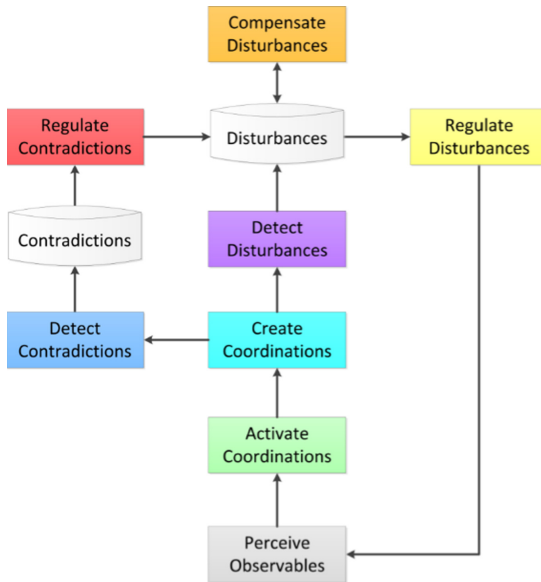 Compensate
Disturbances
Regulate
Contradictions
Disturbances
Regulate
Disturbances
Contradictions
Detect
Disturbances
Detect
Contradictions
Create
Coordinations
Activate
Coordinations
Perceive
Observables